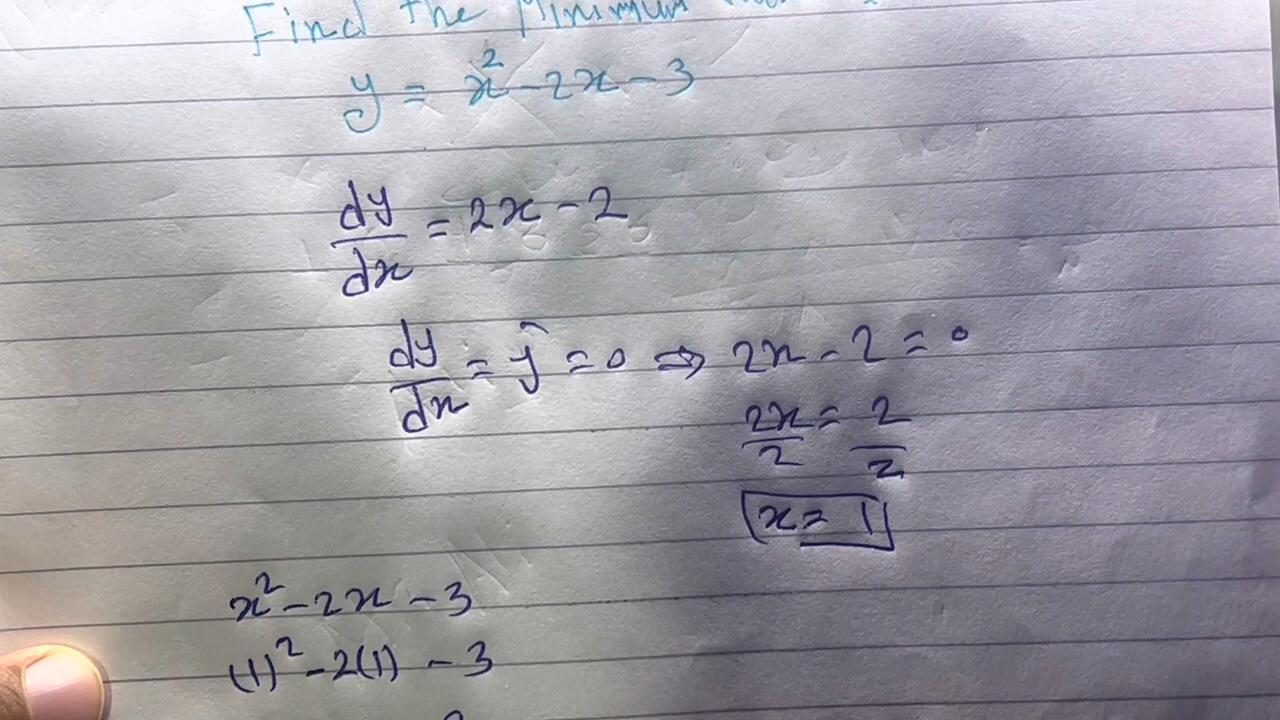 Find the Minimum
y = x² - 2x - 3
dy/dx = 2x - 2
dy/dx = ȳ = 0 ⇒ 2x - 2 = 0
2x/2 = 2/2
x = 1
x² - 2x - 3
(1)² - 2(1) - 3